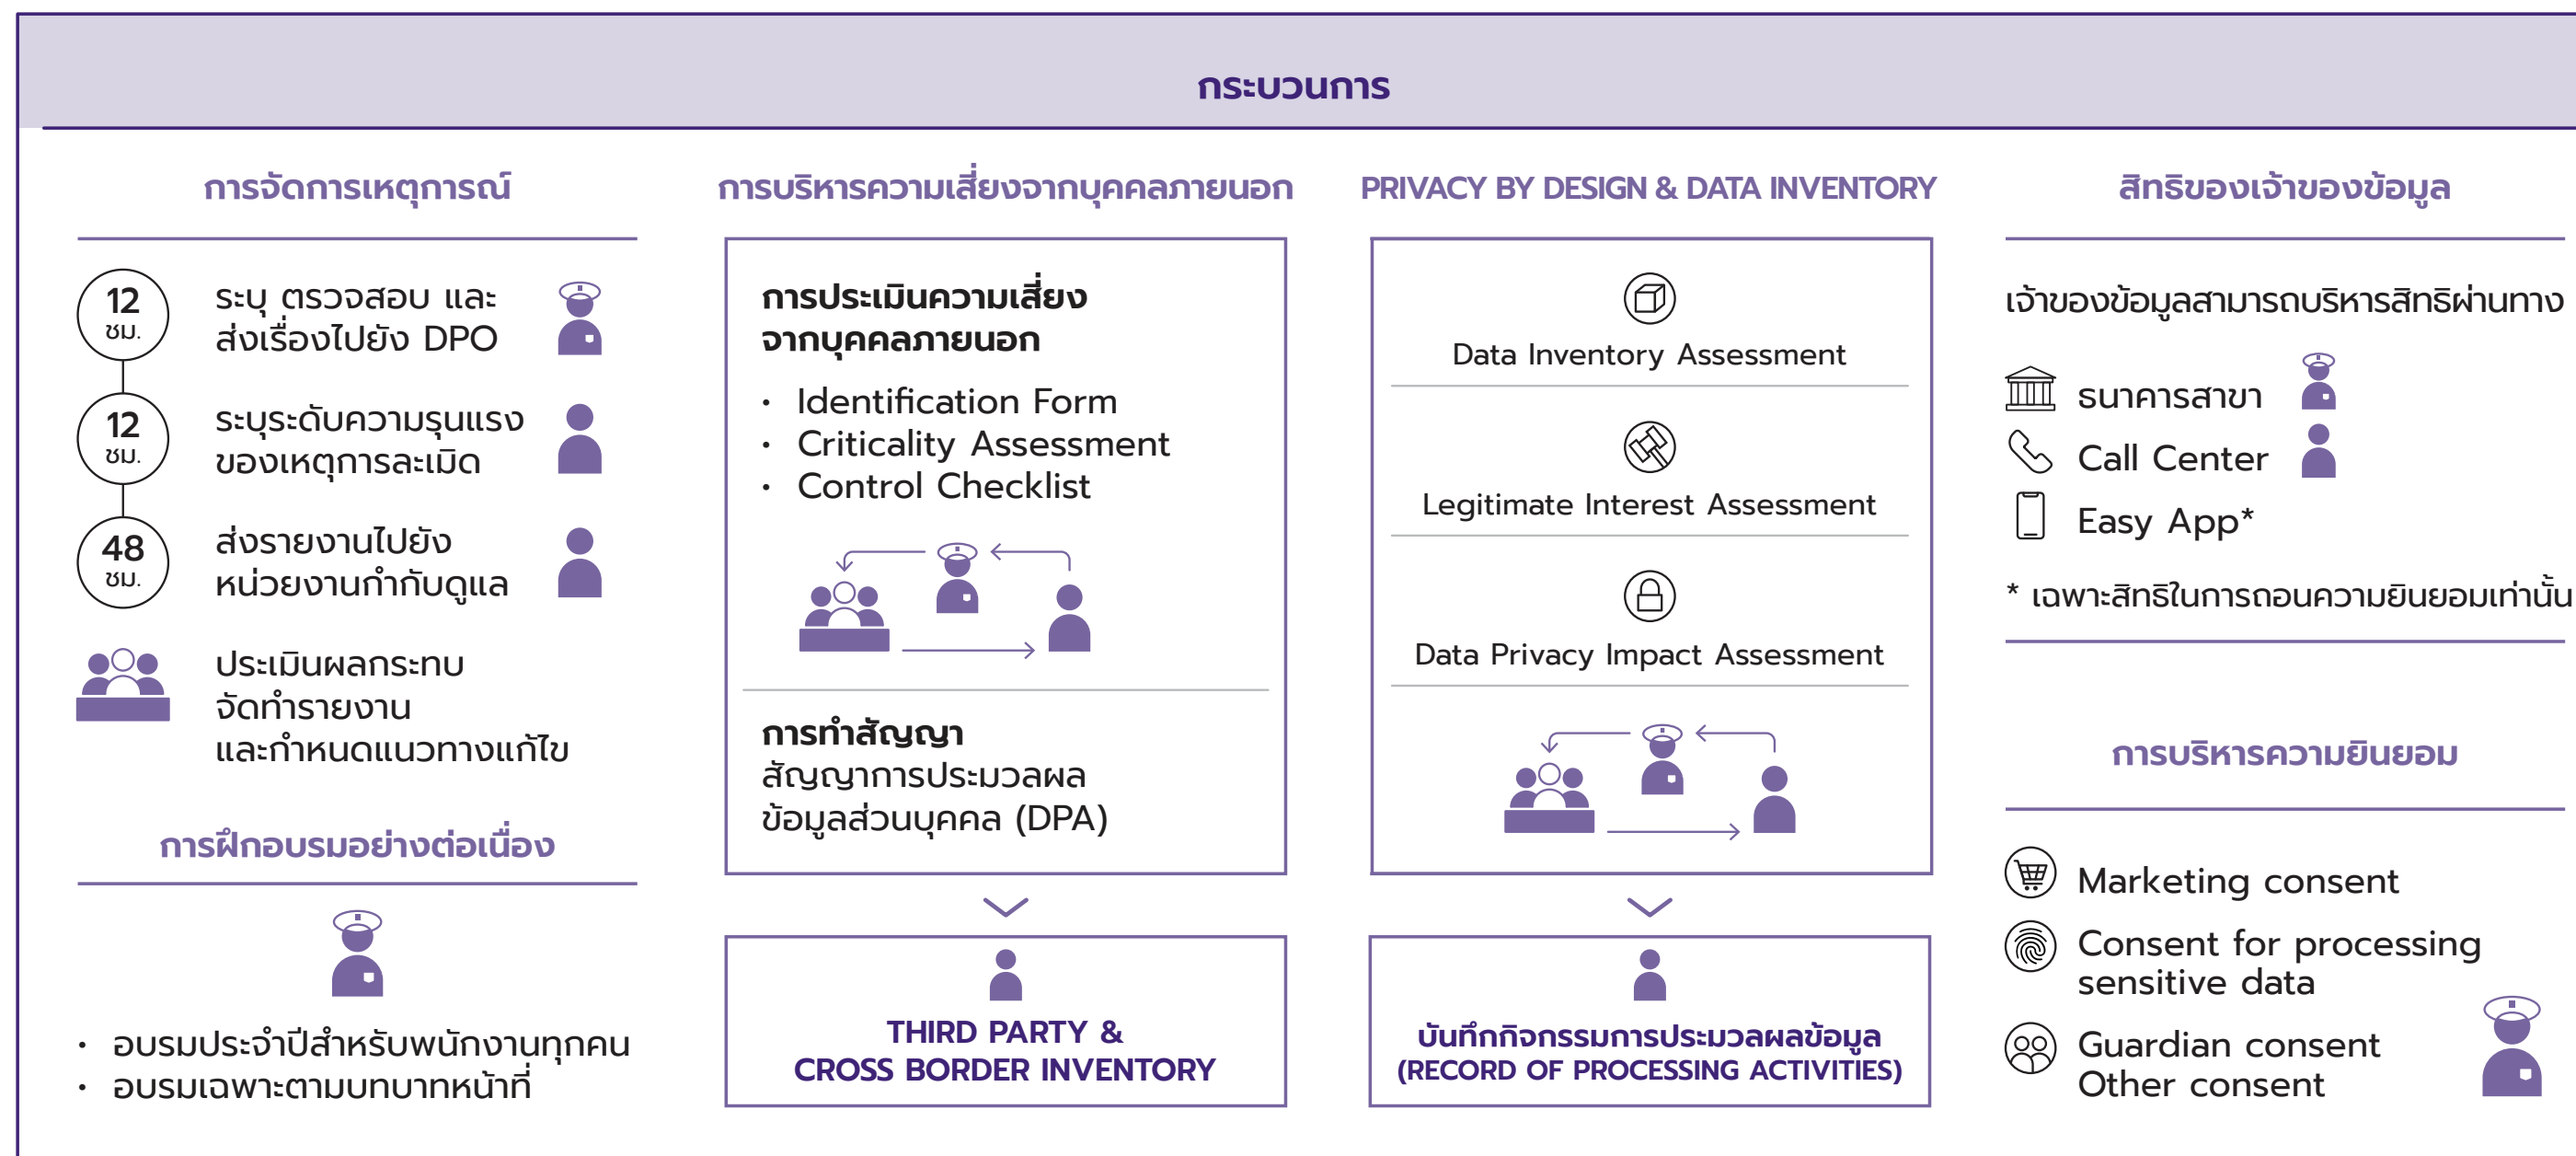 กระบวนการ
การจัดการเหตุการณ์
12
ชม.
ระบุ ตรวจสอบ และ
ส่งเรื่องไปยัง DPO
12
ชม.
ระบุระดับความรุนแรง
ของเหตุการละเมิด
48
ชม.
ส่งรายงานไปยัง
หน่วยงานกำกับดูแล
ประเมินผลกระทบ
จัดทำรายงาน
และกำหนดแนวทางแก้ไข
การฝึกอบรมอย่างต่อเนื่อง
• อบรมประจำปีสำหรับพนักงานทุกคน
• อบรมเฉพาะตามบทบาทหน้าที่
การบริหารความเสี่ยงจากบุคคลภายนอก
การประเมินความเสี่ยง
จากบุคคลภายนอก
• Identification Form
• Criticality Assessment
• Control Checklist
การทำสัญญา
สัญญาการประมวลผล
ข้อมูลส่วนบุคคล (DPA)
THIRD PARTY &
CROSS BORDER INVENTORY
PRIVACY BY DESIGN & DATA INVENTORY
Data Inventory Assessment
Legitimate Interest Assessment
Data Privacy Impact Assessment
บันทึกกิจกรรมการประมวลผลข้อมูล
(RECORD OF PROCESSING ACTIVITIES)
สิทธิของเจ้าของข้อมูล
เจ้าของข้อมูลสามารถบริหารสิทธิผ่านทาง
ธนาคารสาขา
Call Center
Easy App*
* เฉพาะสิทธิในการถอนความยินยอมเท่านั้น
การบริหารความยินยอม
Marketing consent
Consent for processing
sensitive data
Guardian consent
Other consent